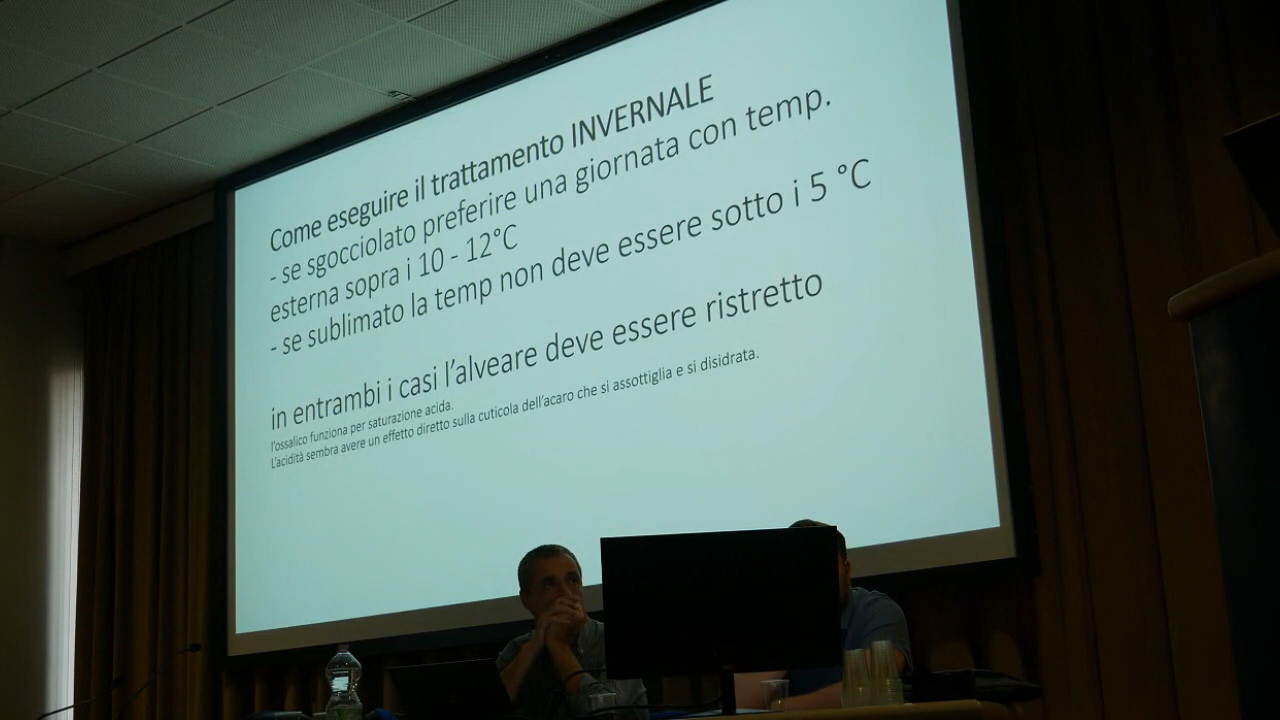 Come eseguire il trattamento INVERNALE
- se sgocciolato preferire una giornata con temp.
esterna sopra i 10 - 12°C
- se sublimato la temp non deve essere sotto i 5 °C
in entrambi i casi l'alveare deve essere ristretto
l'ossalico funziona per saturazione acida.
L'acidità sembra avere un effetto diretto sulla cuticola dell'acaro che si assottiglia e si disidrata.